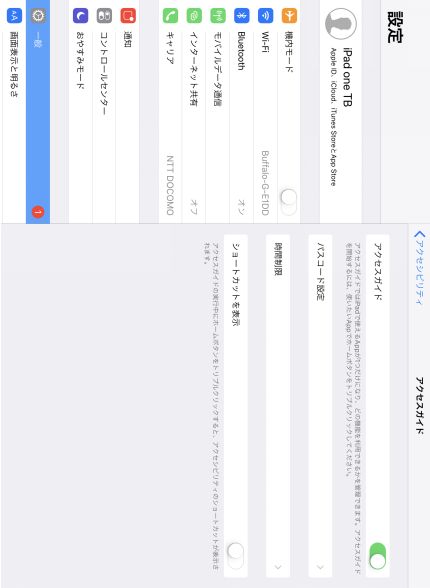 設定
iPad one TB
Apple ID、iCloud、iTunes StoreとApp Store
機内モード
Wi-Fi
Buffalo-G-E1DD
Bluetooth
オン
モバイルデータ通信
インターネット共有
オフ
キャリア
NTT DOCOMO
通知
コントロールセンター
おやすみモード
一般
1
AA
画面表示と明るさ
アクセシビリティ
アクセスガイド
アクセスガイド
アクセスガイドではiPadで使えるAppが1つだけになり、どの機能を利用できるかを管理できます。アクセスガイド
を開始するには、使いたいAppでホームボタンをトリプルクリックしてください。
パスコード設定
時間制限
ショートカットを表示
アクセスガイドの実行中にホームボタンをトリプルクリックすると、アクセシビリティのショートカットが表示さ
れます。